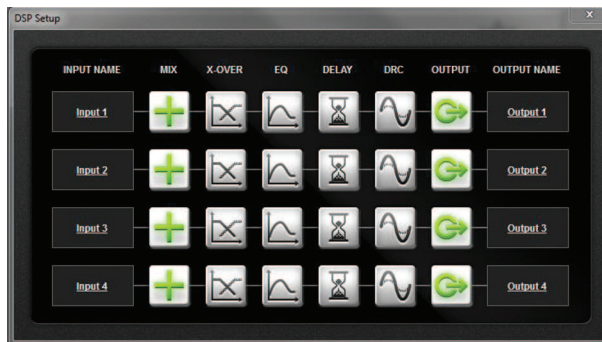 DSP Setup
x
INPUT NAME MIX X-OVER EQ DELAY DRC OUTPUT OUTPUT NAME
Input 1 Output 1
Input 2 Output 2
Input 3 Output 3
Input 4 Output 4